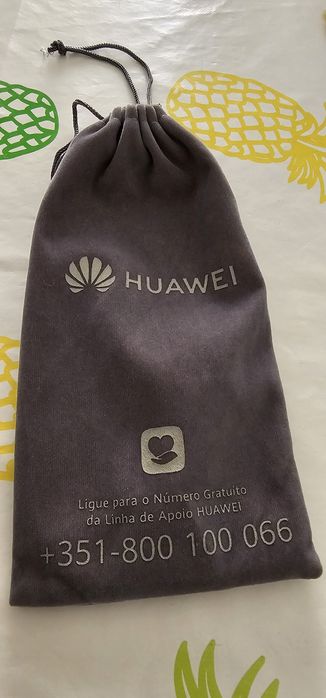 HUAWEI
Ligue para o Número Gratuito
da Linha de Apoio HUAWEI
+351-800 100 066